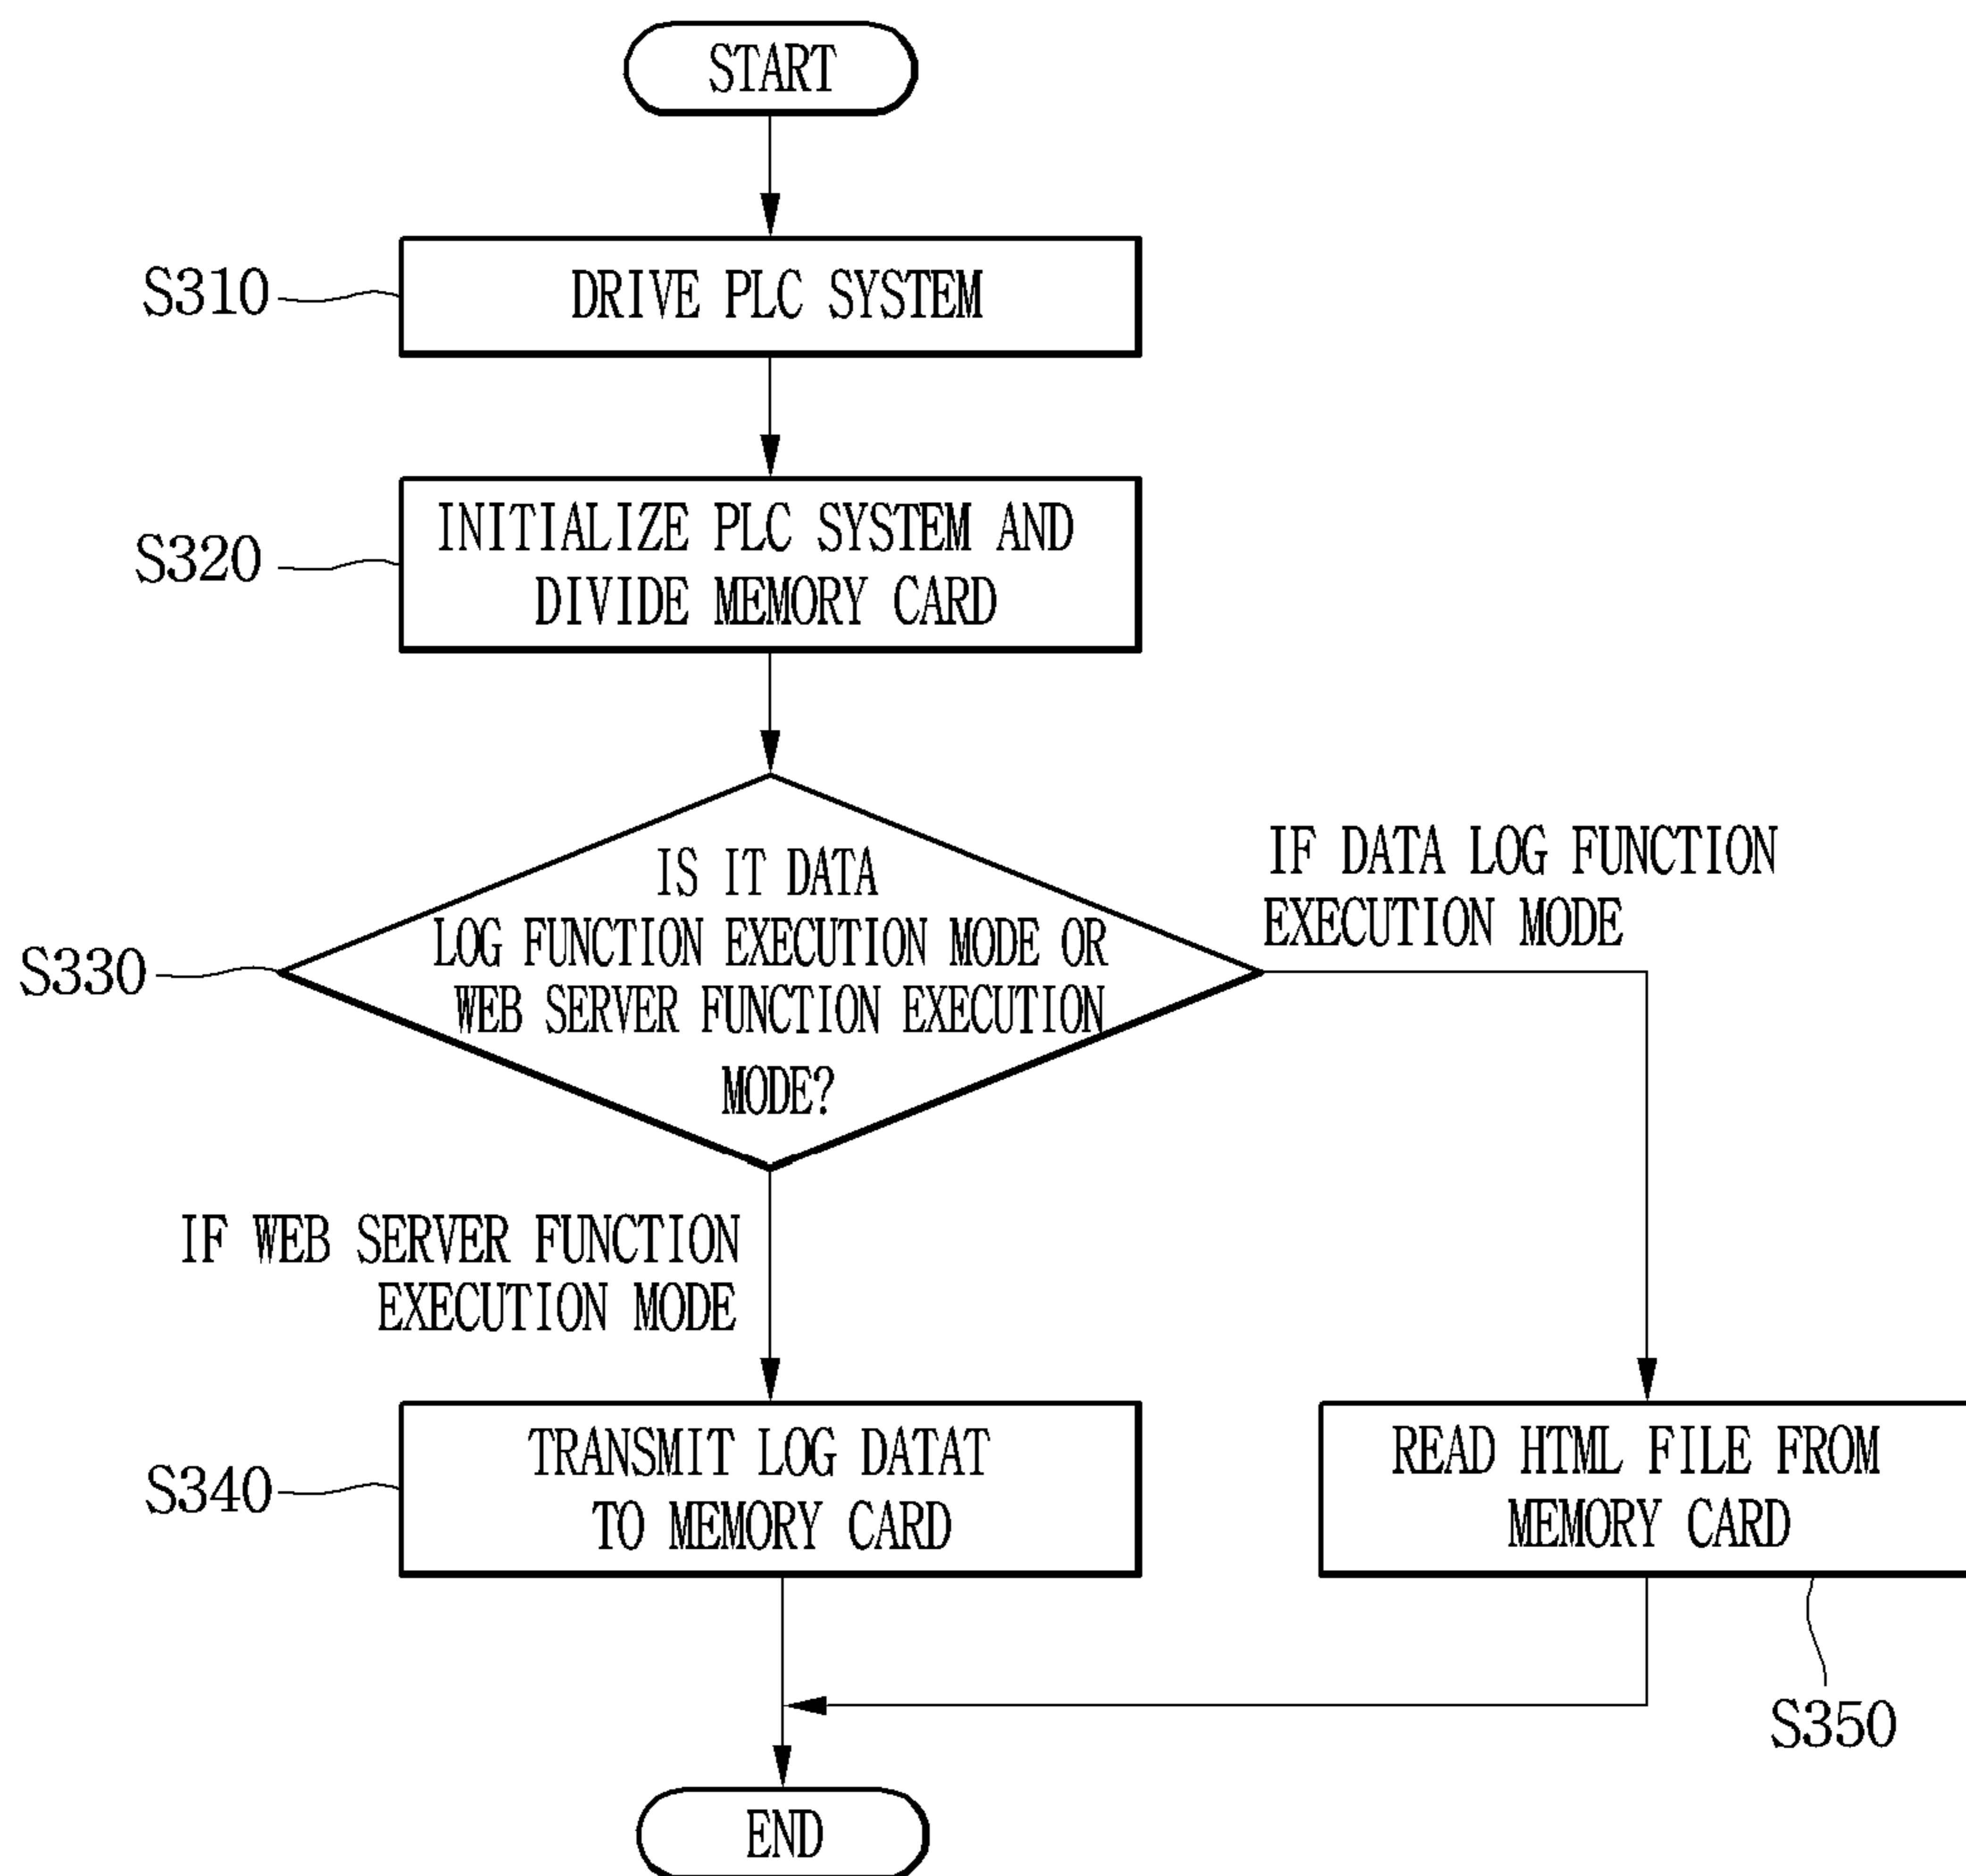 START
S310
DRIVE PLC SYSTEM
S320
INITIALIZE PLC SYSTEM AND
DIVIDE MEMORY CARD
S330
IS IT DATA
LOG FUNCTION EXECUTION MODE OR
WEB SERVER FUNCTION EXECUTION
MODE?
IF DATA LOG FUNCTION
EXECUTION MODE
IF WEB SERVER FUNCTION
EXECUTION MODE
S340
TRANSMIT LOG DATAT
TO MEMORY CARD
READ HTML FILE FROM
MEMORY CARD
S350
END